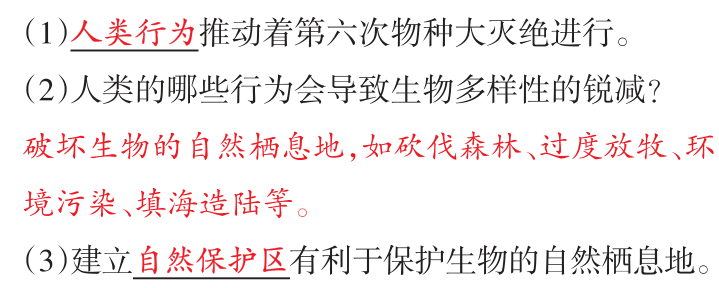 (1)人类行为推动着第六次物种大灭绝进行。
(2)人类的哪些行为会导致生物多样性的锐减?
破坏生物的自然栖息地,如砍伐森林、过度放牧、环
境污染、填海造陆等。
(3)建立自然保护区有利于保护生物的自然栖息地。